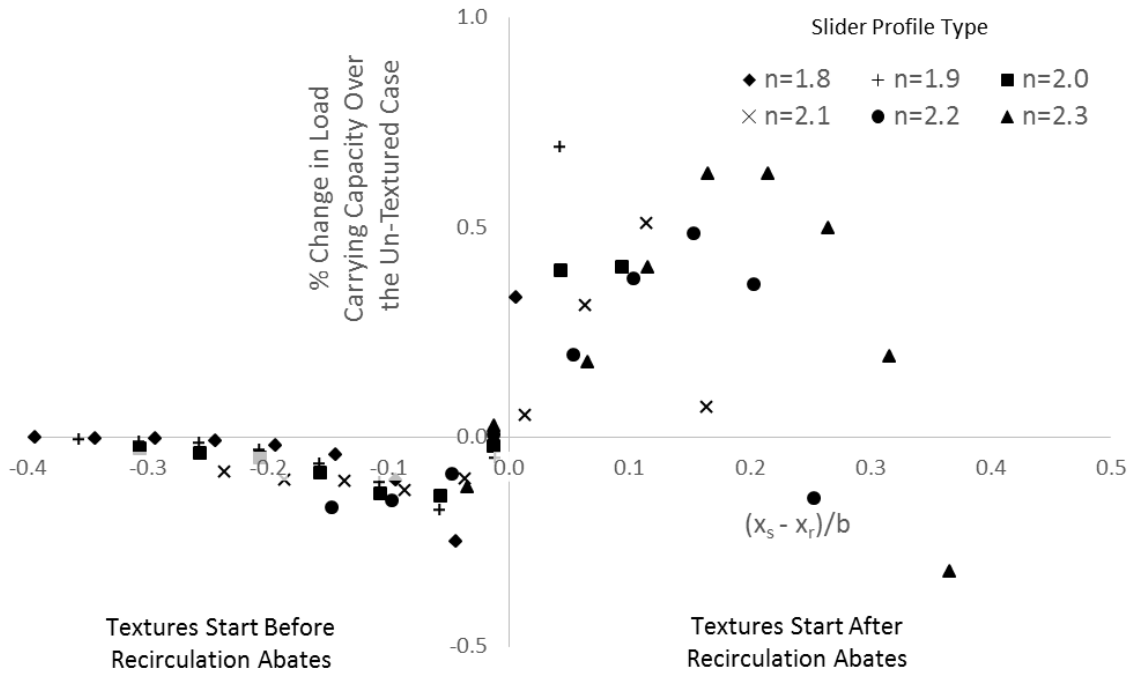 1.0
Slider Profile Type
% Change in Load
Carrying Capacity Over
the Un-Textured Case
n=1.8 n=1.9 n=2.0
n=2.1 n=2.2 n=2.3
0.5
0.0
-0.4 -0.3 -0.2 -0.1 0.0 0.1 0.2 0.3 0.4 0.5
(xs - xr)/b
Textures Start Before
Recirculation Abates
Textures Start After
Recirculation Abates
-0.5